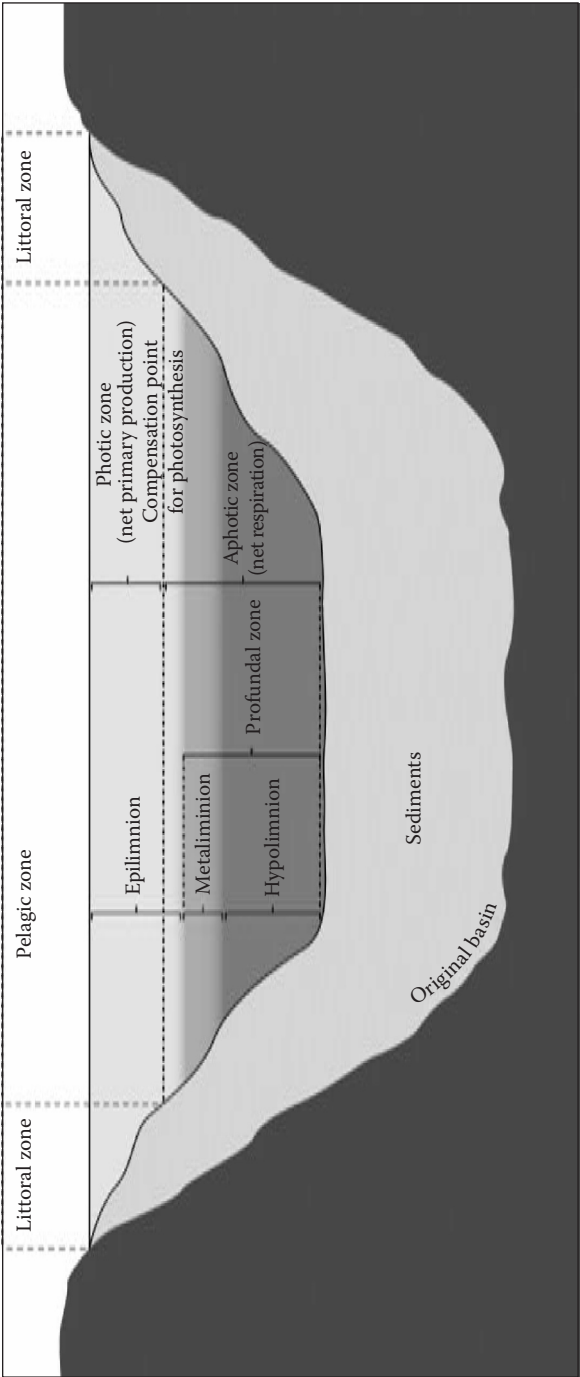 Littoral zone
Pelagic zone
Littoral zone
Photic zone
(net primary production)
Compensation point
for photosynthesis
Epilimnion
Metaliminion
Hypolimnion
Profundal zone
Aphotic zone
(net respiration)
Sediments
Original basin